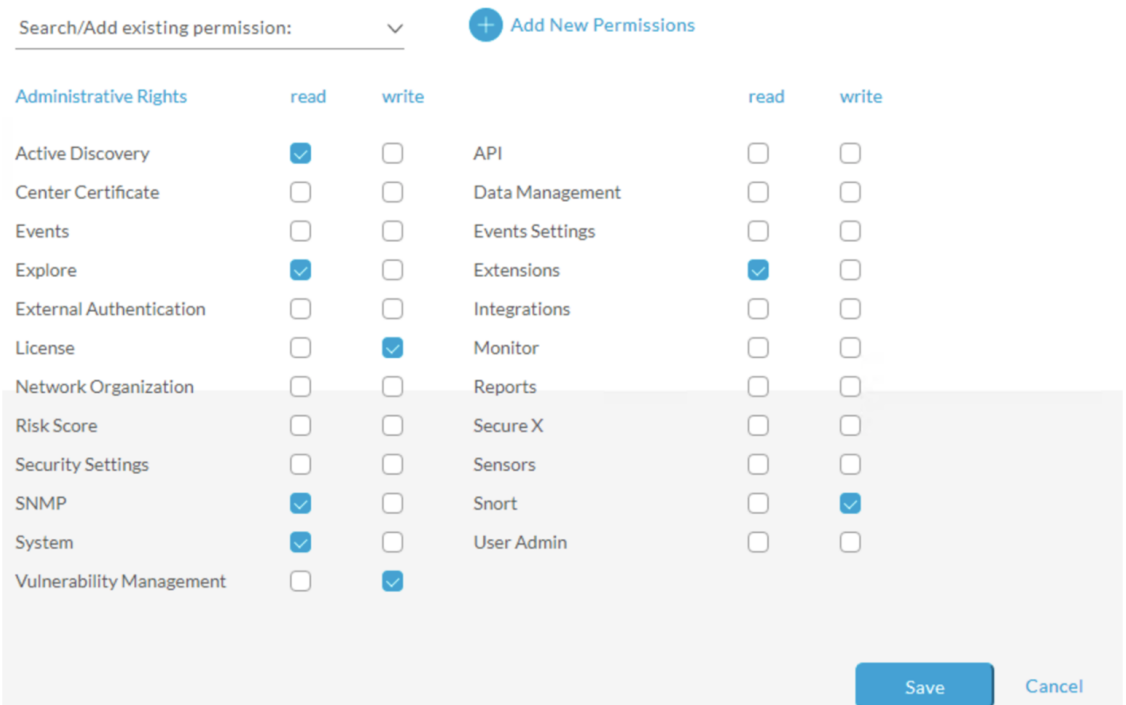 Search/Add existing permission:
Add New Permissions
Administrative Rights read write read write
Active Discovery API
Center Certificate Data Management
Events Events Settings
Explore Extensions
External Authentication Integrations
License Monitor
Network Organization Reports
Risk Score Secure X
Security Settings Sensors
SNMP Snort
System User Admin
Vulnerability Management
Save Cancel